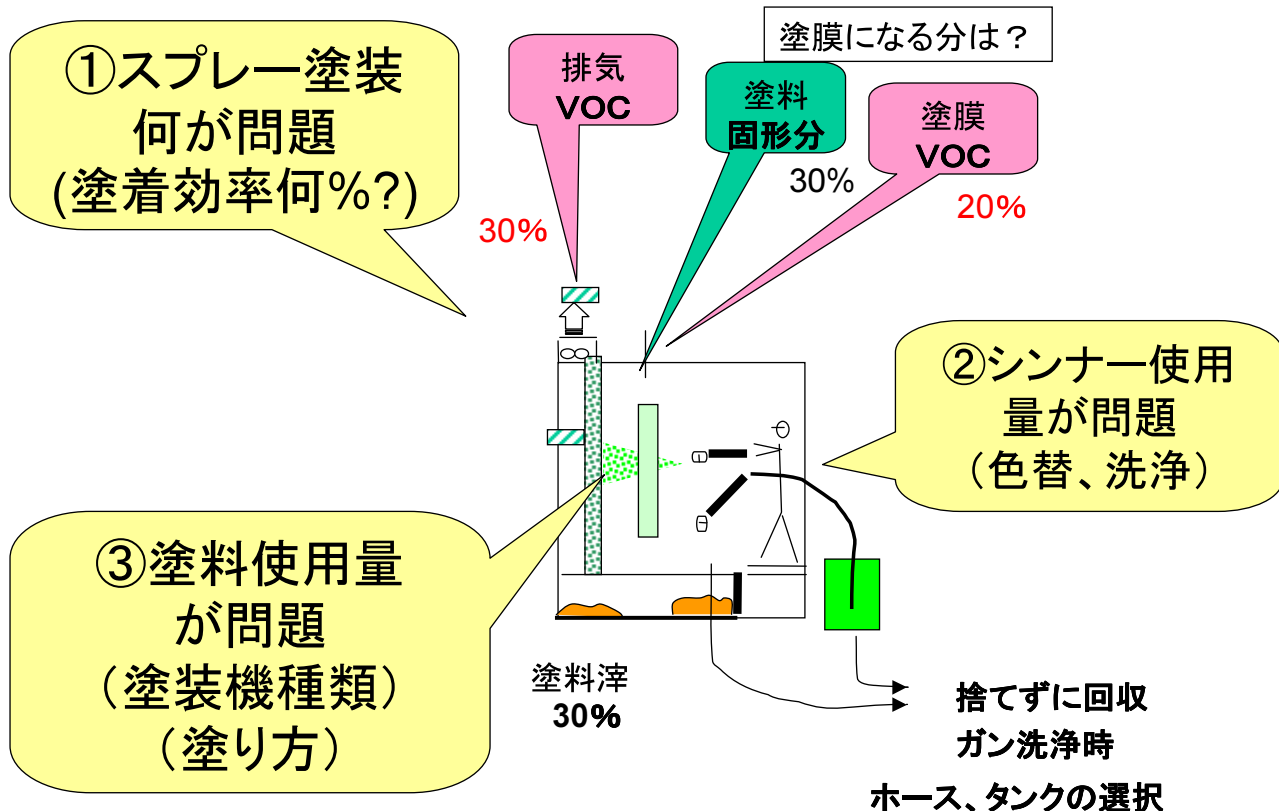 ①スプレー塗装
何が問題
(塗着効率何%?)
排気
VOC
30%
塗膜になる分は?
塗料
固形分
30%
塗膜
VOC
20%
②シンナー使用
量が問題
(色替、洗浄)
③塗料使用量
が問題
(塗装機種類)
(塗り方)
塗料滓
30%
捨てずに回収
ガン洗浄時
ホース、タンクの選択